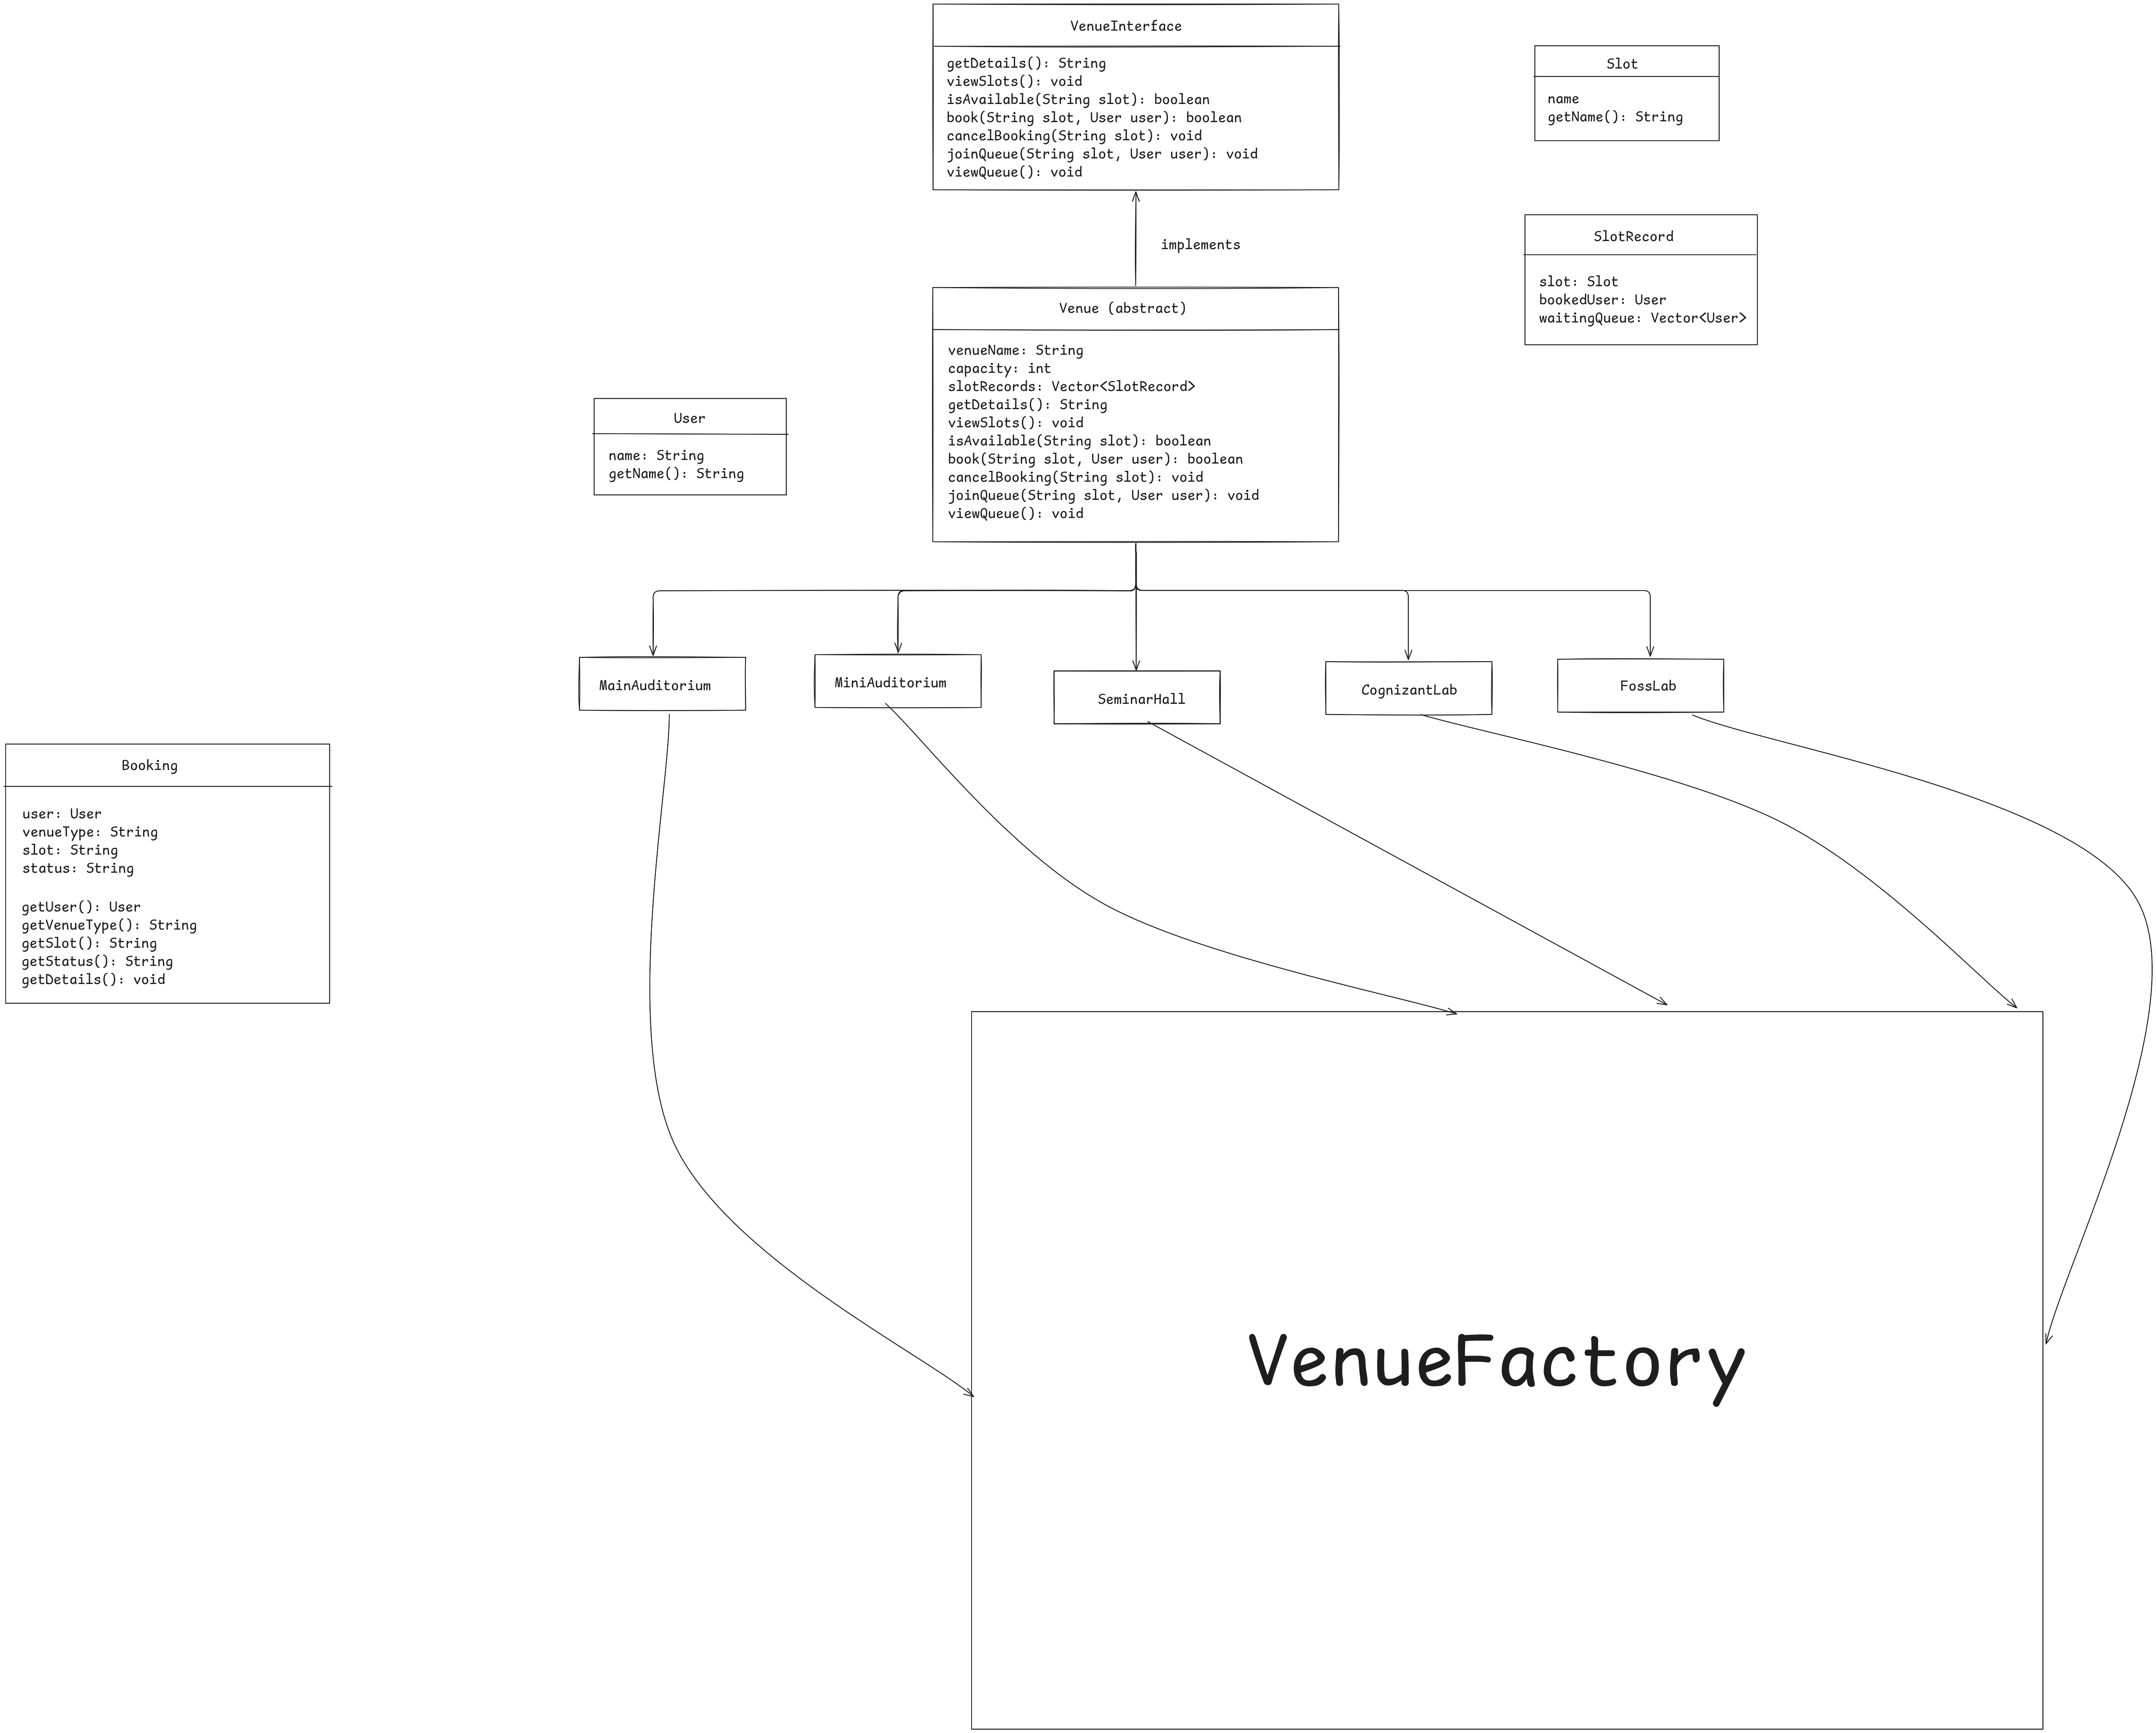 VenueInterface
getDetails(): String
viewSlots(): void
isAvailable(String slot): boolean
book(String slot, User user): boolean
cancelBooking(String slot): void
joinQueue(String slot, User user): void
viewQueue(): void
Slot
name
getName(): String
implements
SlotRecord
slot: Slot
bookedUser: User
waitingQueue: Vector<User>
Venue (abstract)
venueName: String
capacity: int
slotRecords: Vector<SlotRecord>
getDetails(): String
viewSlots(): void
isAvailable(String slot): boolean
book(String slot, User user): boolean
cancelBooking(String slot): void
joinQueue(String slot, User user): void
viewQueue(): void
User
name: String
getName(): String
MainAuditorium
MiniAuditorium
SeminarHall
CognizantLab
FossLab
Booking
user: User
venueType: String
slot: String
status: String
getUser(): User
getVenueType(): String
getSlot(): String
getStatus(): String
getDetails(): void
VenueFactory